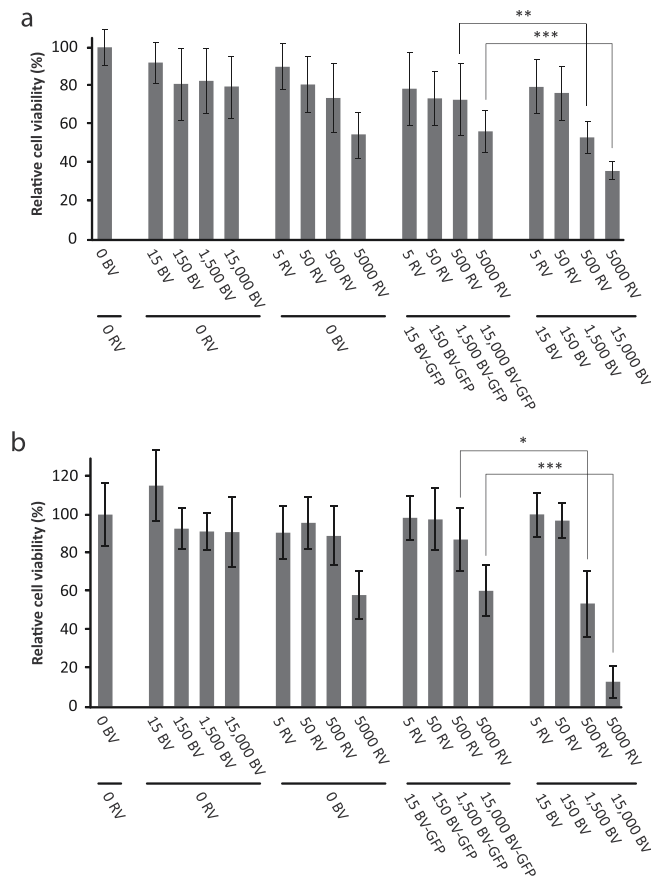 a
**
***
Relative cell viability (%)
100
80
60
40
20
0
0 BV
15 BV
150 BV
1,500 BV
15,000 BV
5 RV
50 RV
500 RV
5000 RV
5 RV
50 RV
500 RV
5000 RV
5 RV
50 RV
500 RV
5000 RV
0 RV
0 RV
0 BV
15 BV-GFP
150 BV-GFP
1,500 BV-GFP
15,000 BV-GFP
15 BV
150 BV
1,500 BV
15,000 BV
b
*
***
Relative cell viability (%)
120
100
80
60
40
20
0
0 BV
15 BV
150 BV
1,500 BV
15,000 BV
5 RV
50 RV
500 RV
5000 RV
5 RV
50 RV
500 RV
5000 RV
5 RV
50 RV
500 RV
5000 RV
0 RV
0 RV
0 BV
15 BV-GFP
150 BV-GFP
1,500 BV-GFP
15,000 BV-GFP
15 BV
150 BV
1,500 BV
15,000 BV